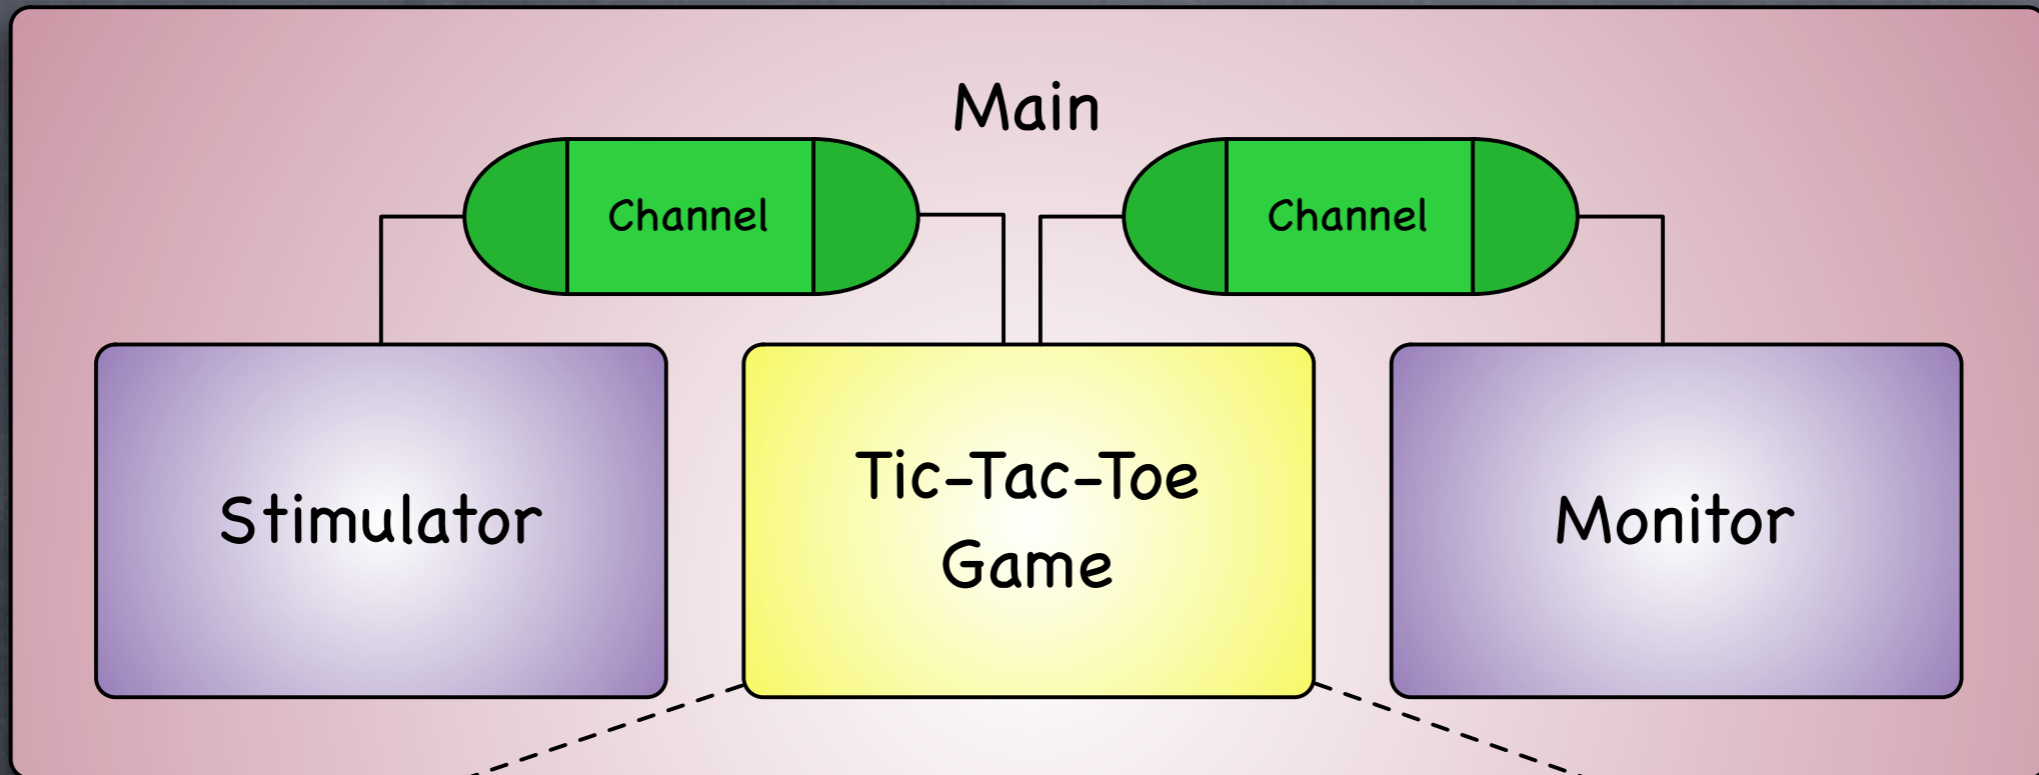 Main
Channel
Channel
Stimulator
Tic-Tac-Toe
Game
Monitor